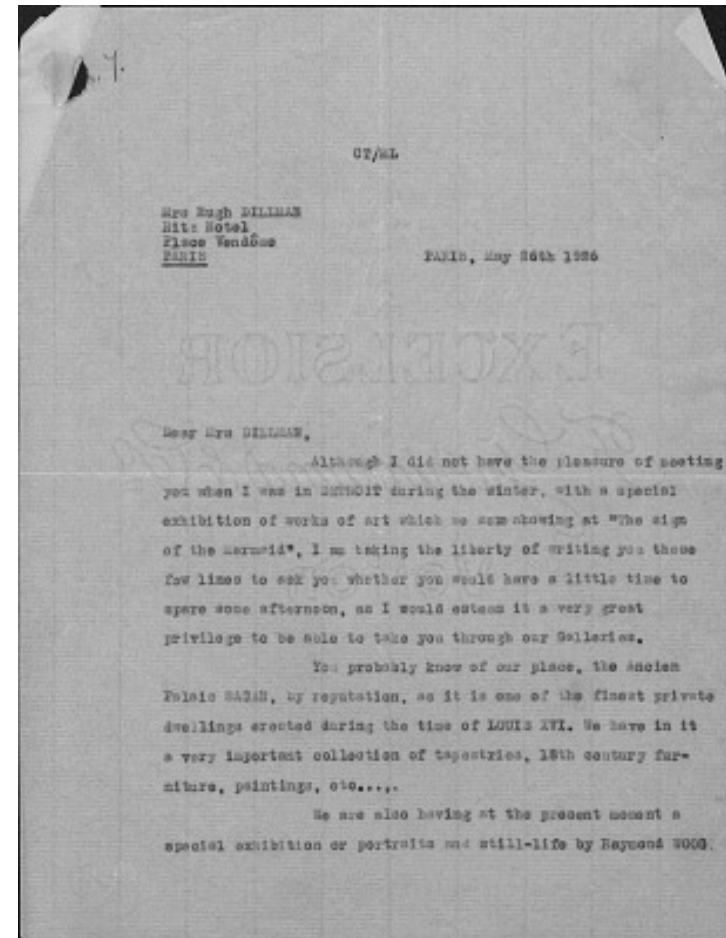 CT/ML
Mrs Hugh DILLMAN
Ritz Hotel
Place Vendôme
PARIS
PARIS, May 26th 1936
EXCELSIOR
Dear Mrs DILLMAN,
Although I did not have the pleasure of meeting
you when I was in DETROIT during the winter, with a special
exhibition of works of art which we were showing at "The sign
of the Mermaid", I am taking the liberty of writing you these
few lines to ask you whether you would have a little time to
spare some afternoon, as I would esteem it a very great
privilege to be able to take you through our Galleries.
You probably know of our place, the Ancien
Palais SAGAN, by reputation, as it is one of the finest private
dwellings erected during the time of LOUIS XVI. We have in it
a very important collection of tapestries, 18th century fur-
niture, paintings, etc.....
We are also having at the present moment a
special exhibition or portraits and still-life by Raymond WOOG.